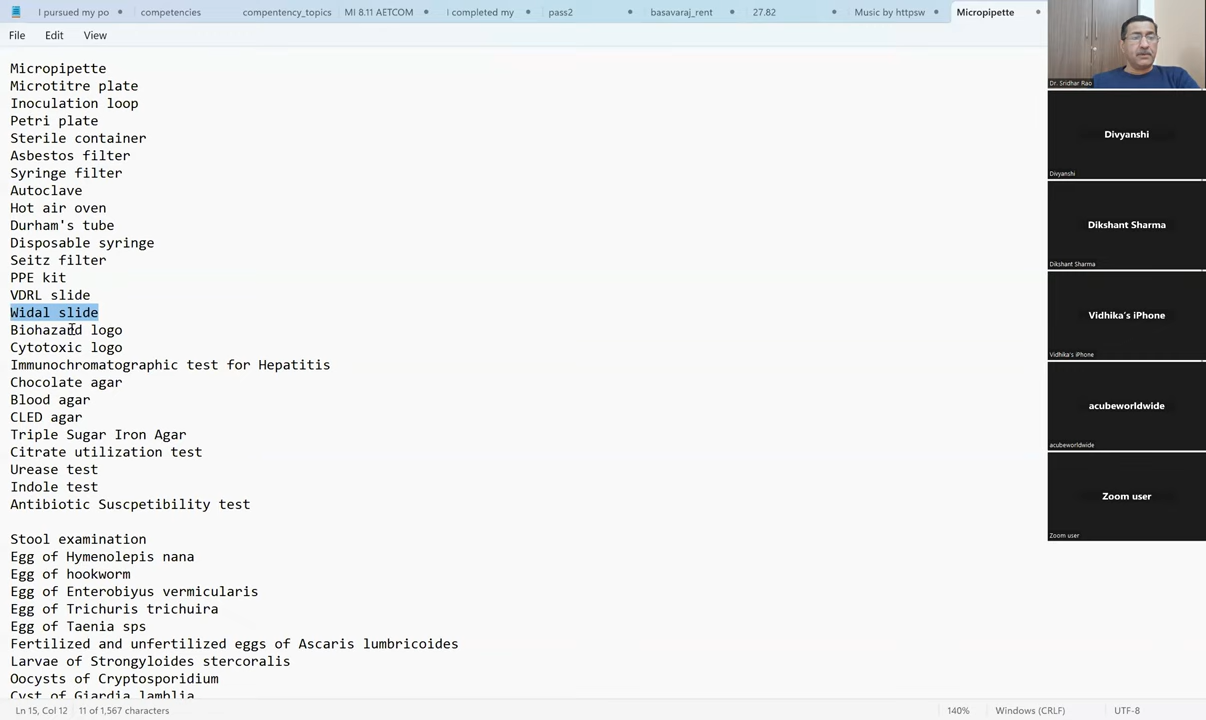 I pursued my po
competencies
compentency_topics
MI 8.11 AETCOM
I completed my
pass2
basavaraj_rent
27.82
Music by httpsw
Micropipette
File Edit View
Micropipette
Microtitre plate
Inoculation loop
Petri plate
Sterile container
Asbestos filter
Syringe filter
Autoclave
Hot air oven
Durham's tube
Disposable syringe
Seitz filter
PPE kit
VDRL slide
Widal slide
Biohazard logo
Cytotoxic logo
Immunochromatographic test for Hepatitis
Chocolate agar
Blood agar
CLED agar
Triple Sugar Iron Agar
Citrate utilization test
Urease test
Indole test
Antibiotic Suscpetibility test
Stool examination
Egg of Hymenolepis nana
Egg of hookworm
Egg of Enterobiyus vermicularis
Egg of Trichuris trichuira
Egg of Taenia sps
Fertilized and unfertilized eggs of Ascaris lumbricoides
Larvae of Strongyloides stercoralis
Oocysts of Cryptosporidium
Cyst of Giardia lamblia
Ln 15, Col 12 11 of 1,567 characters 140% Windows (CRLF) UTF-8
Dr. Sridhar Rao
Divyanshi
Divyanshi
Dikshant Sharma
Dikshant Sharma
Vidhika's iPhone
Vidhika's iPhone
acubeworldwide
acubeworldwide
Zoom user
Zoom user